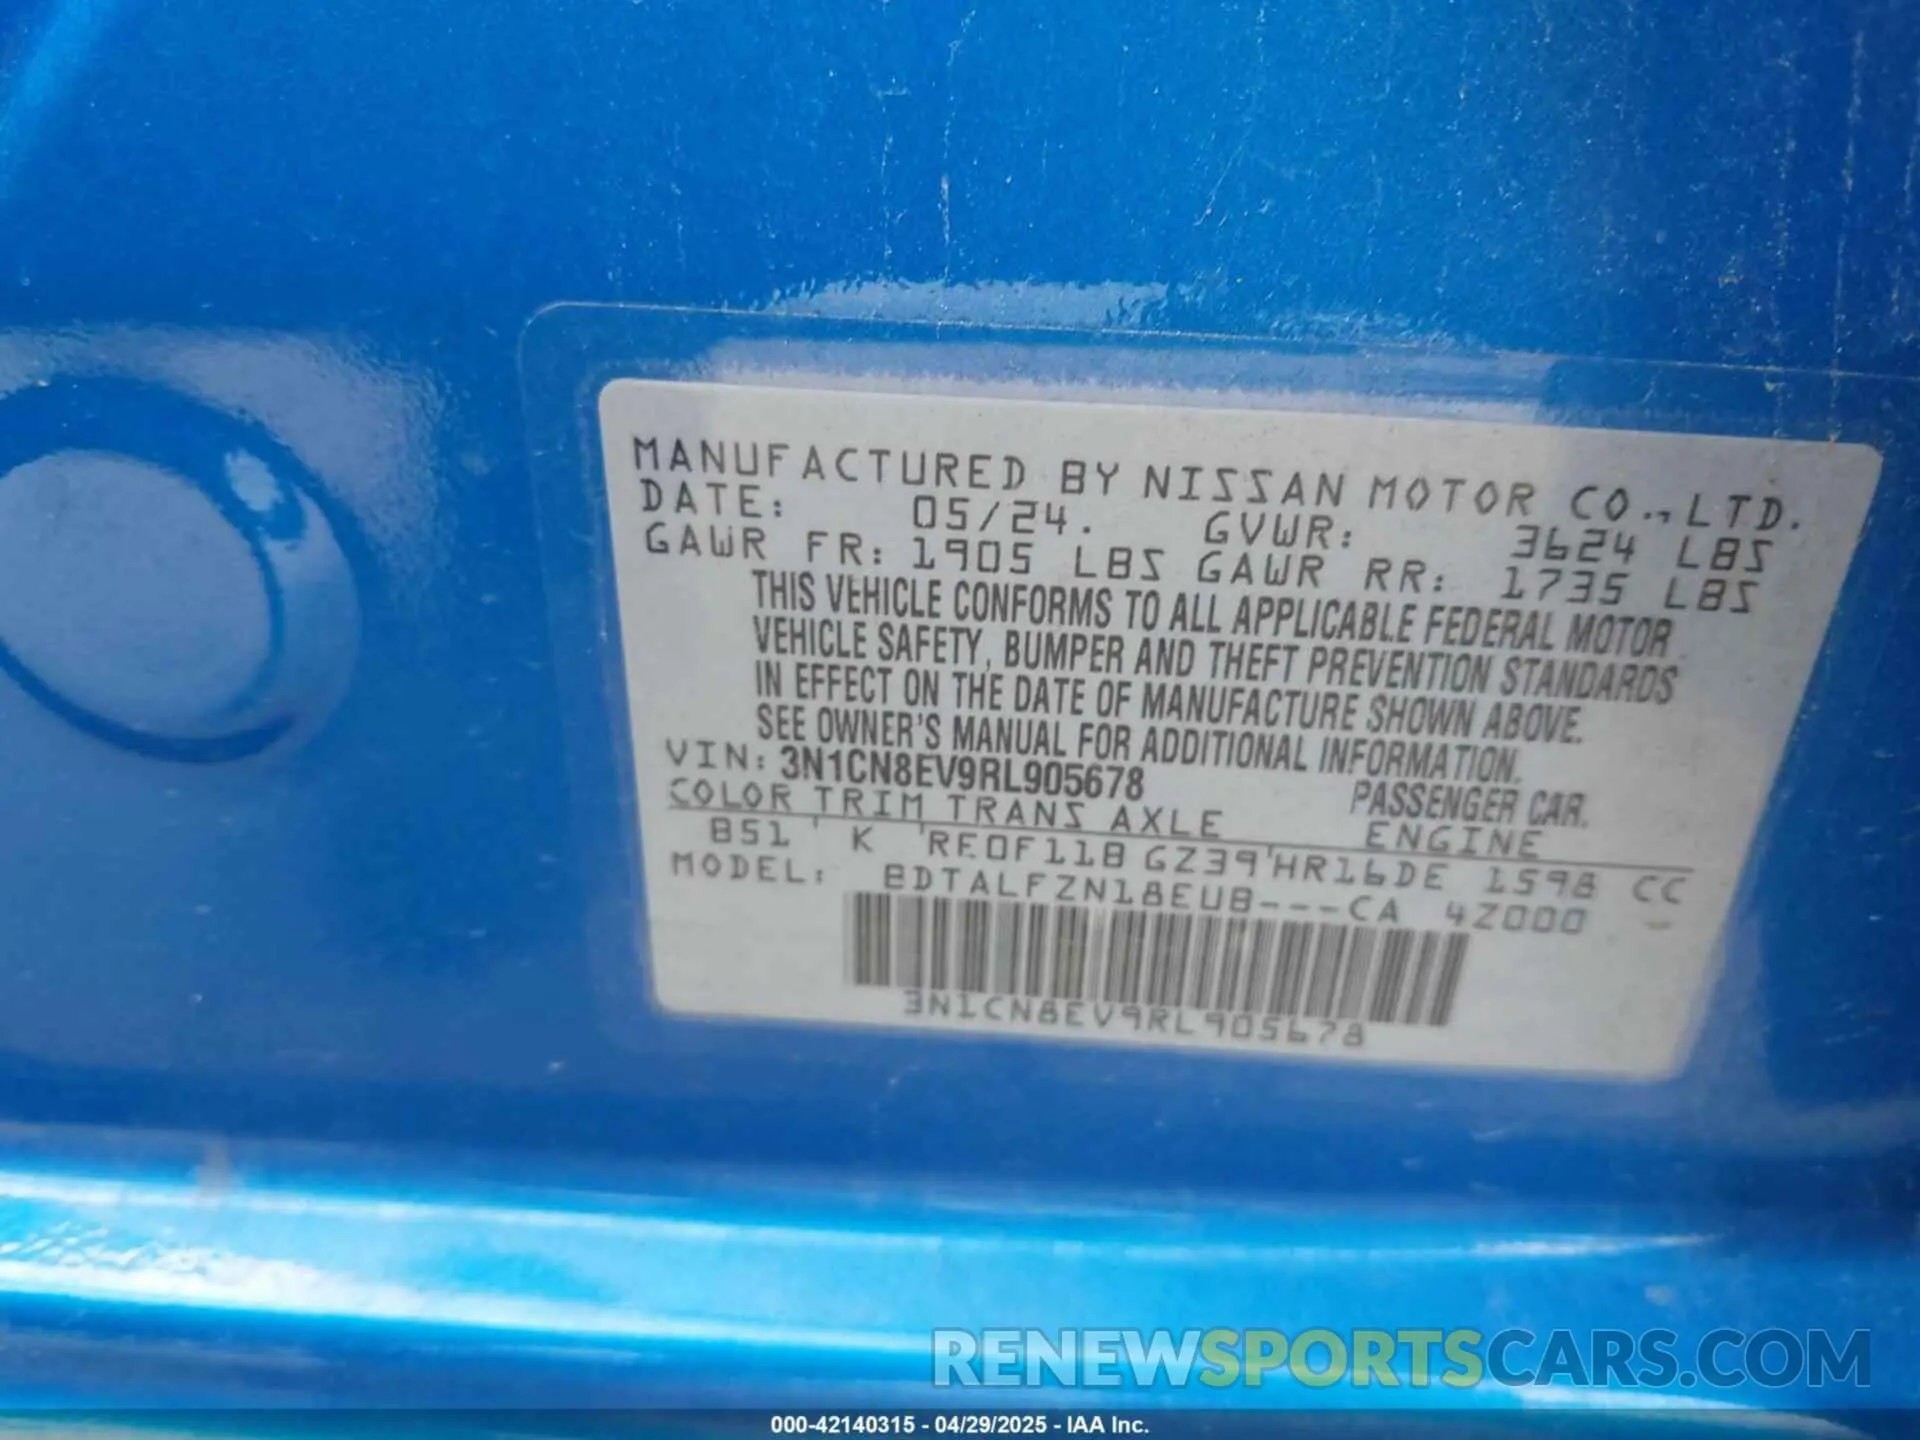 MANUFACTURED BY NISSAN MOTOR CO.,LTD.
DATE: 05/24. GVWR: 3624 LBS
GAWR FR: 1905 LBS GAWR RR: 1735 LBS
THIS VEHICLE CONFORMS TO ALL APPLICABLE FEDERAL MOTOR
VEHICLE SAFETY, BUMPER AND THEFT PREVENTION STANDARDS
IN EFFECT ON THE DATE OF MANUFACTURE SHOWN ABOVE.
SEE OWNER'S MANUAL FOR ADDITIONAL INFORMATION.
VIN: 3N1CN8EV9RL905678 PASSENGER CAR.
COLOR TRIM TRANS AXLE ENGINE
B51 ' K 'RE0F11B GZ39'HR16DE 1598 CC
MODEL: BDTALFZN18EUB---CA 4Z000 -
3N1CN8EV9RL905678
RENEWSPORTSCARS.COM
000-42140315 - 04/29/2025 - IAA Inc.